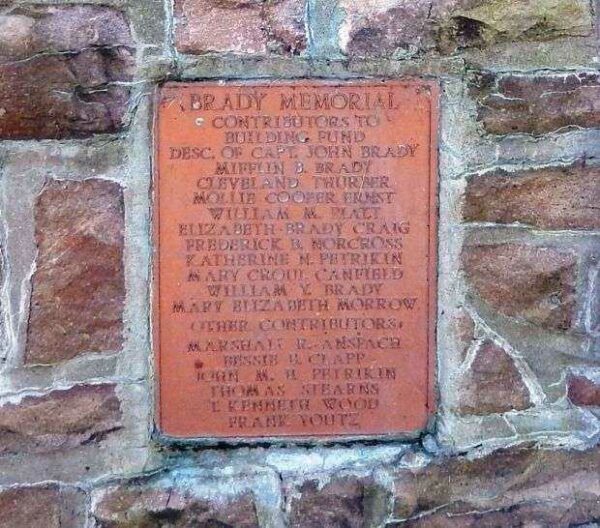 BRADY MEMORIAL
CONTRIBUTORS TO
BUILDING FUND
DESC. OF CAPT. JOHN BRADY
MIFFLIN B. BRADY
CLEVELAND THURBER
MOLLIE COOPER ERNST
WILLIAM M. PLATT
ELIZABETH-BRADY CRAIG
FREDERICK B. NORCROSS
KATHERINE N. PETRIKIN
MARY CROUL CANFIELD
WILLIAM Y. BRADY
MARY ELIZABETH MORROW
OTHER CONTRIBUTORS,
MARSHALL R. ANSPACH
BESSIE B. CLAPP
JOHN M. B. PETRIKIN
THOMAS STEARNS
KENNETH WOOD
FRANK YOUTZ